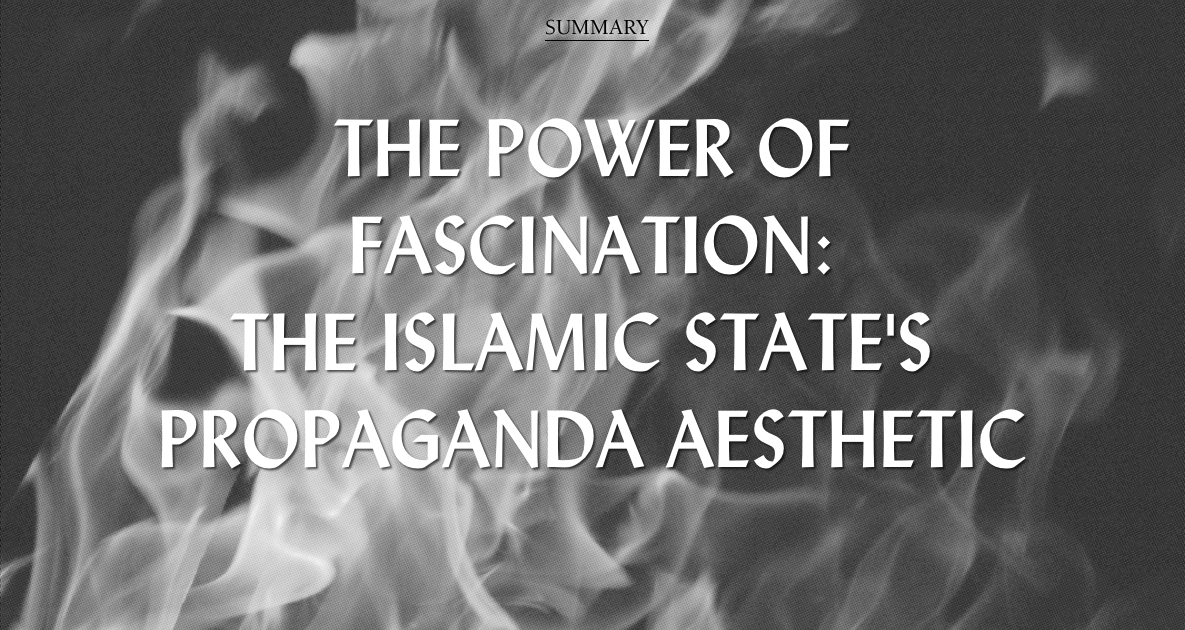 SUMMARY
THE POWER OF
FASCINATION:
THE ISLAMIC STATE'S
PROPAGANDA AESTHETIC